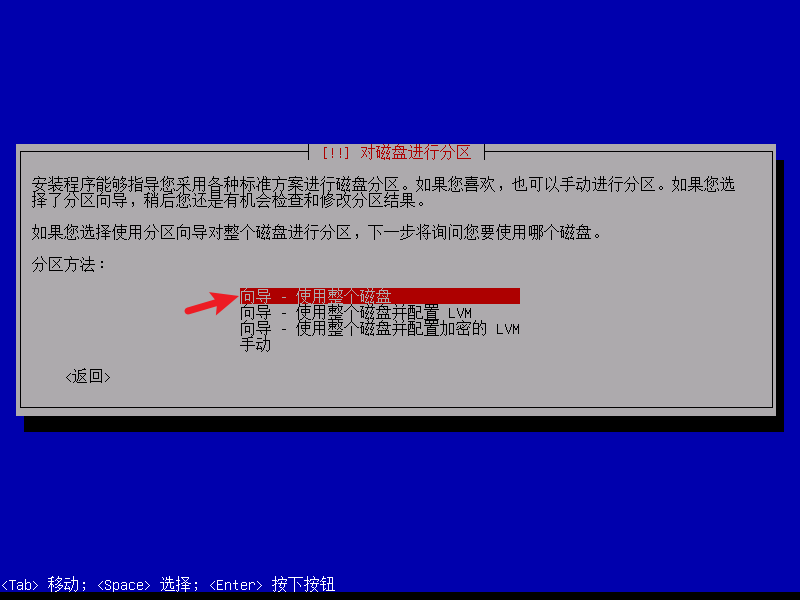 [!!] 对磁盘进行分区
安装程序能够指导您采用各种标准方案进行磁盘分区。如果您喜欢，也可以手动进行分区。如果您选
择了分区向导，稍后您还是有机会检查和修改分区结果。
如果您选择使用分区向导对整个磁盘进行分区，下一步将询问您要使用哪个磁盘。
分区方法：
向导 - 使用整个磁盘
向导 - 使用整个磁盘并配置 LVM
向导 - 使用整个磁盘并配置加密的 LVM
手动
<返回>
<Tab> 移动; <Space> 选择; <Enter> 按下按钮